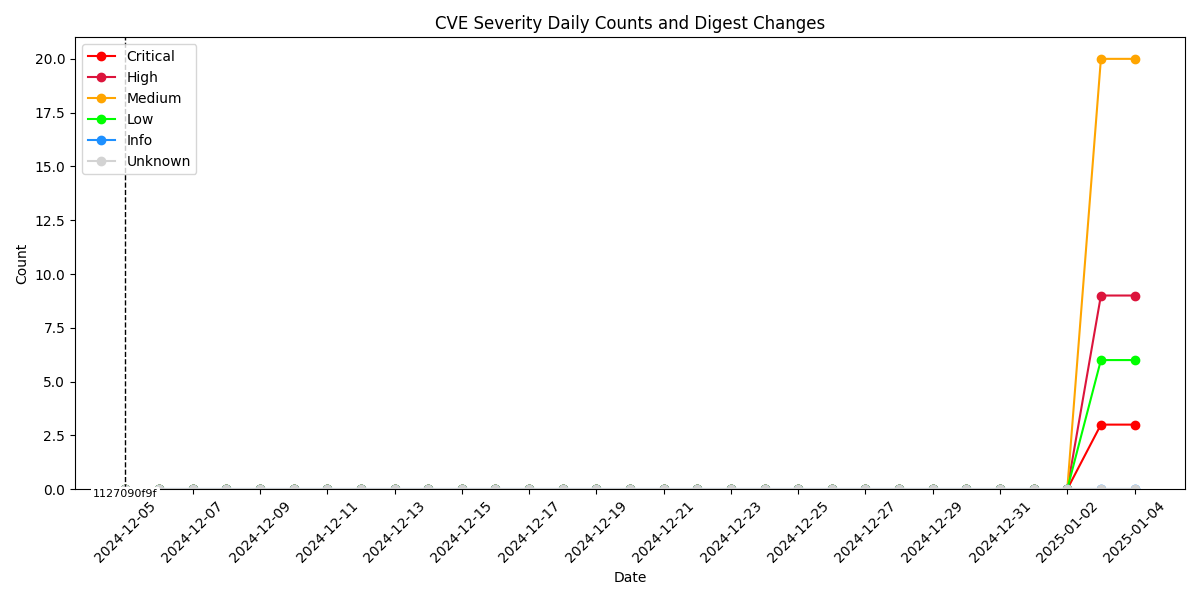 CVE Severity Daily Counts and Digest Changes
Critical
High
Medium
Low
Info
Unknown
20.0
17.5
15.0
12.5
10.0
7.5
5.0
2.5
0.0
Count
1127090f9f
2024-12-05
2024-12-07
2024-12-09
2024-12-11
2024-12-13
2024-12-15
2024-12-17
2024-12-19
2024-12-21
2024-12-23
2024-12-25
2024-12-27
2024-12-29
2024-12-31
2025-01-02
2025-01-04
Date